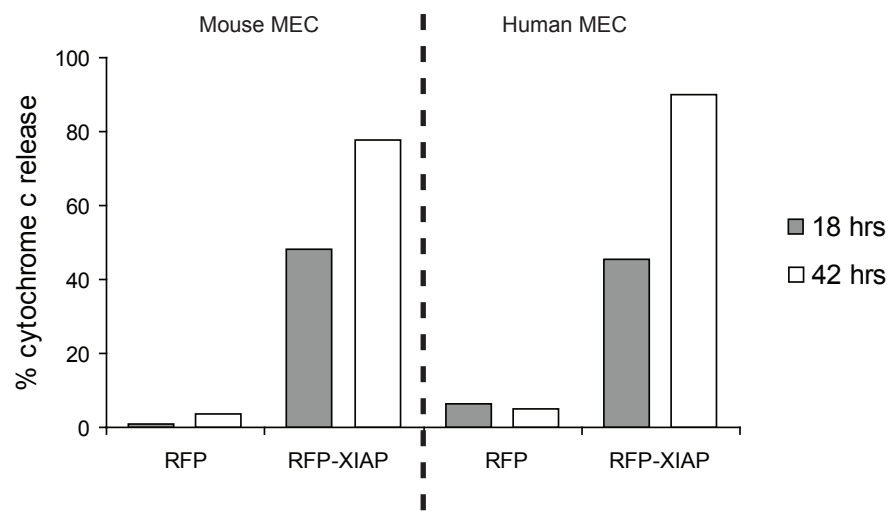 Mouse MEC
Human MEC
% cytochrome c release
100
80
60
40
20
0
RFP
RFP-XIAP
RFP
RFP-XIAP
18 hrs
42 hrs